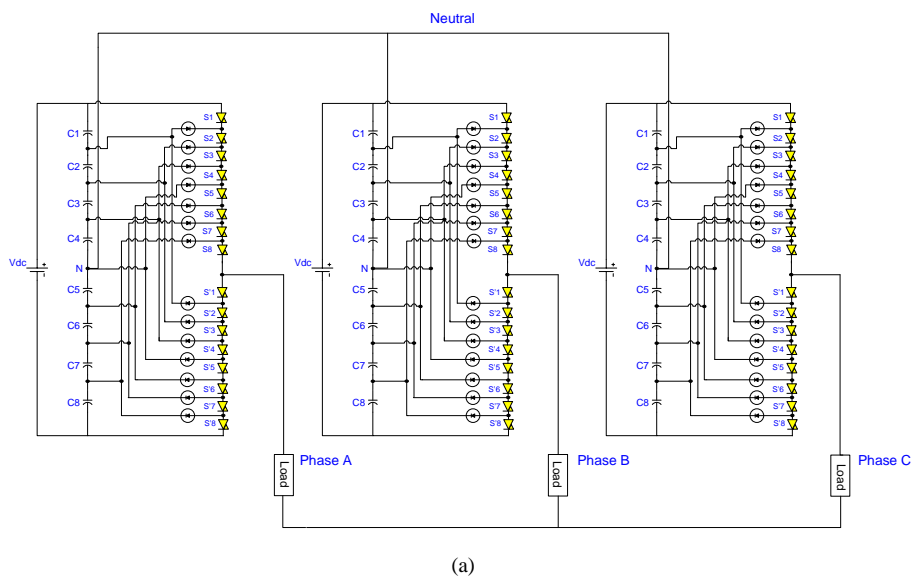 Neutral
S1
C1
S2
S3
C2
S4
S5
C3
S6
S7
C4
S8
Vdc
N
C5
S'1
S'2
C6
S'3
S'4
C7
S'5
S'6
C8
S'7
S'8
Load
Phase A
S1
C1
S2
S3
C2
S4
S5
C3
S6
S7
C4
S8
Vdc
N
C5
S'1
S'2
C6
S'3
S'4
C7
S'5
S'6
C8
S'7
S'8
Load
Phase B
S1
C1
S2
S3
C2
S4
S5
C3
S6
S7
C4
S8
Vdc
N
C5
S'1
S'2
C6
S'3
S'4
C7
S'5
S'6
C8
S'7
S'8
Load
Phase C
(a)